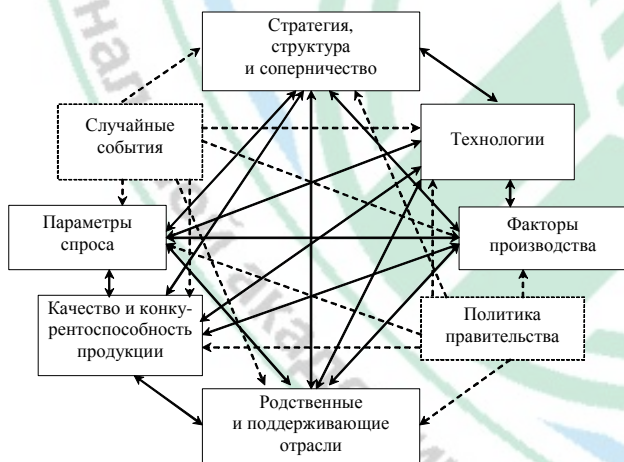 Стратегия,
структура
и соперничество
Случайные
события
Технологии
Параметры
спроса
Факторы
производства
Качество и конку-
рентоспособность
продукции
Политика
правительства
Родственные
и поддерживающие
отрасли